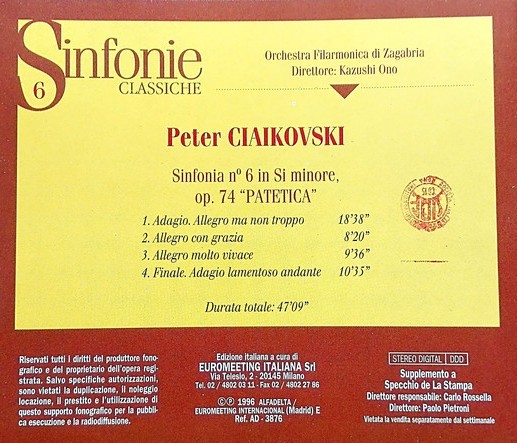 Sinfonie
6
CLASSICHE
Orchestra Filarmonica di Zagabria
Direttore: Kazushi Ono
Peter CIAIKOVSKI
Sinfonia nº 6 in Si minore,
op. 74 “PATETICA”
1. Adagio. Allegro ma non troppo 18’38”
2. Allegro con grazia 8’20”
3. Allegro molto vivace 9’36”
4. Finale. Adagio lamentoso andante 10’35”
Durata totale: 47’09”
Riservati tutti i diritti del produttore fono-
grafico e del proprietario dell'opera regi-
strata. Salvo specifiche autorizzazioni,
sono vietati la duplicazione, il noleggio
locazione, il prestito e l'utilizzazione di
questo supporto fonografico per la pubbli-
ca esecuzione e la radiodiffusione.
Edizione italiana a cura di
EUROMEETING ITALIANA Srl
Via Telesio, 2 - 20145 Milano
Tel. 02 / 4802 03 11 - Fax 02 / 4802 7486
©℗ 1996 ALFADELTA /
EUROMEETING INTERNACIONAL (Madrid) E
Ref. AD - 3876
STEREO DIGITAL DDD
Supplemento a
Specchio de La Stampa
Direttore responsabile: Carlo Rossella
Direttore: Paolo Pietroni
Vietata la vendita separatamente dal settimanale